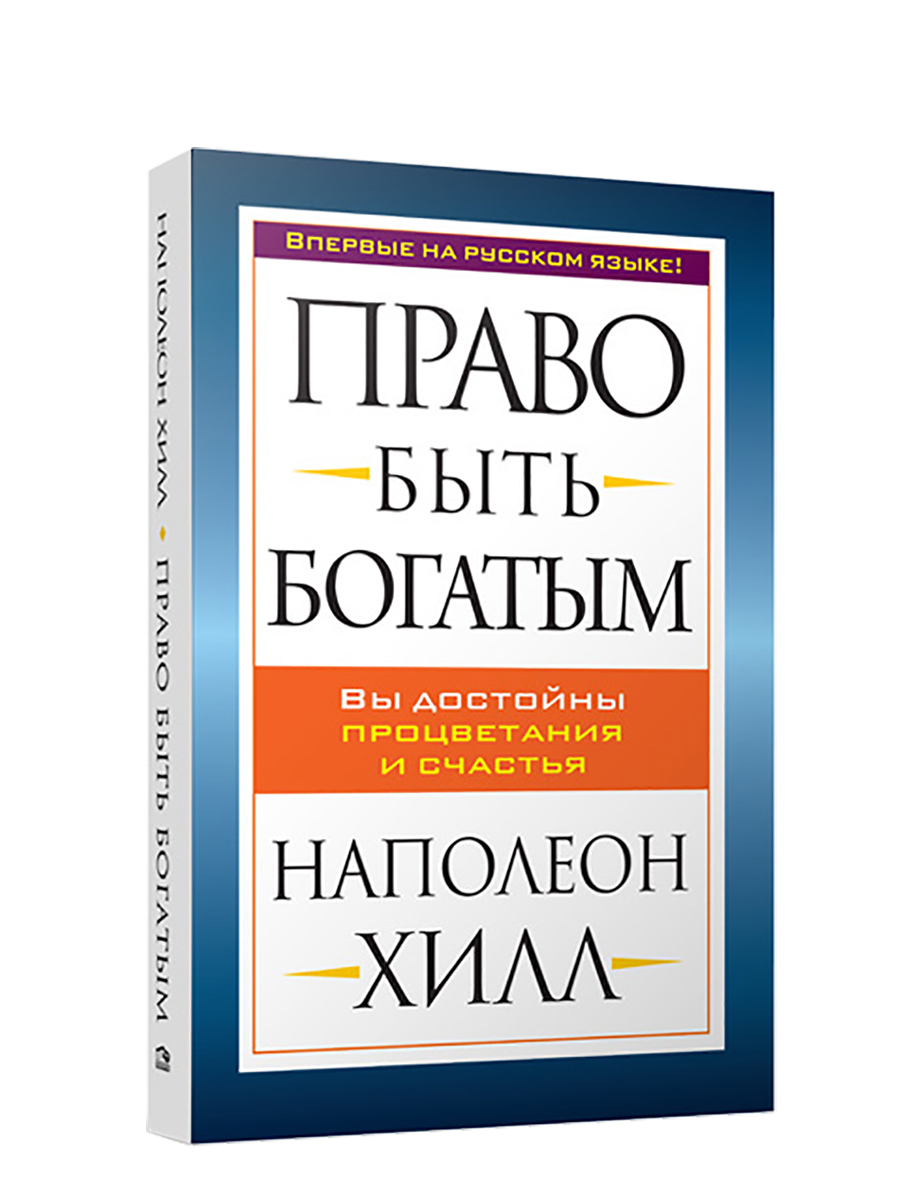 Впервые на русском языке!
ПРАВО
БЫТЬ
БОГАТЫМ
Вы достойны
процветания
и счастья
НАПОЛЕОН
ХИЛЛ
НАПОЛЕОН ХИЛЛ • ПРАВО БЫТЬ БОГАТЫМ